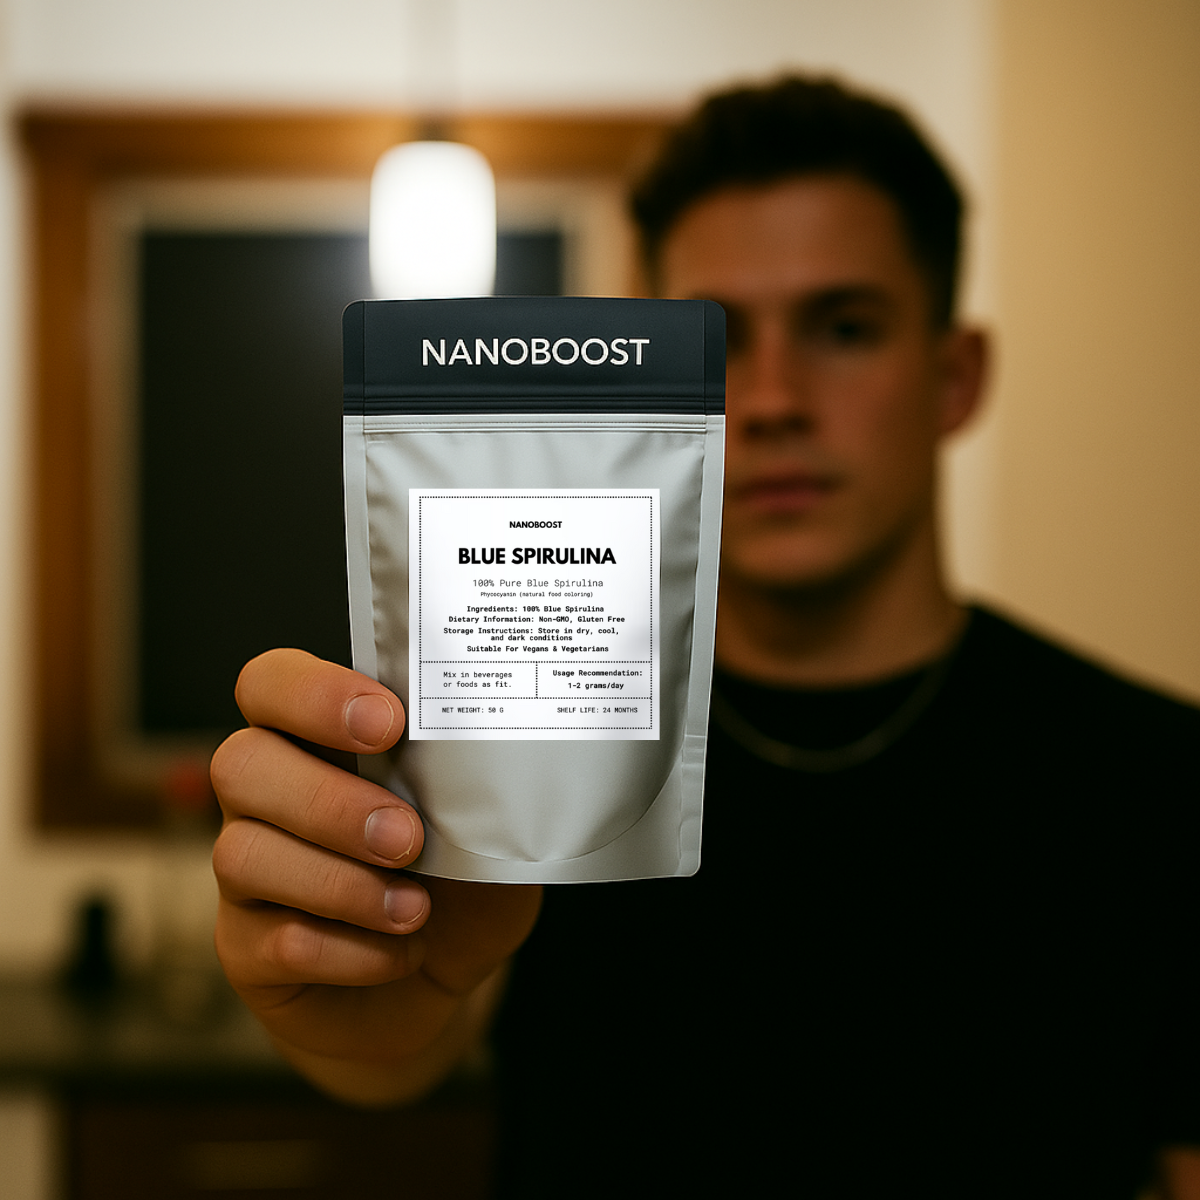 NANOBOOST
NANOBOOST
BLUE SPIRULINA
100% Pure Blue Spirulina
Phycocyanin (natural food coloring)
Ingredients: 100% Blue Spirulina
Dietary Information: Non-GMO, Gluten Free
Storage Instructions: Store in dry, cool,
and dark conditions
Suitable For Vegans & Vegetarians
Mix in beverages
or foods as fit.
Usage Recommendation:
1-2 grams/day
NET WEIGHT: 50 G
SHELF LIFE: 24 MONTHS